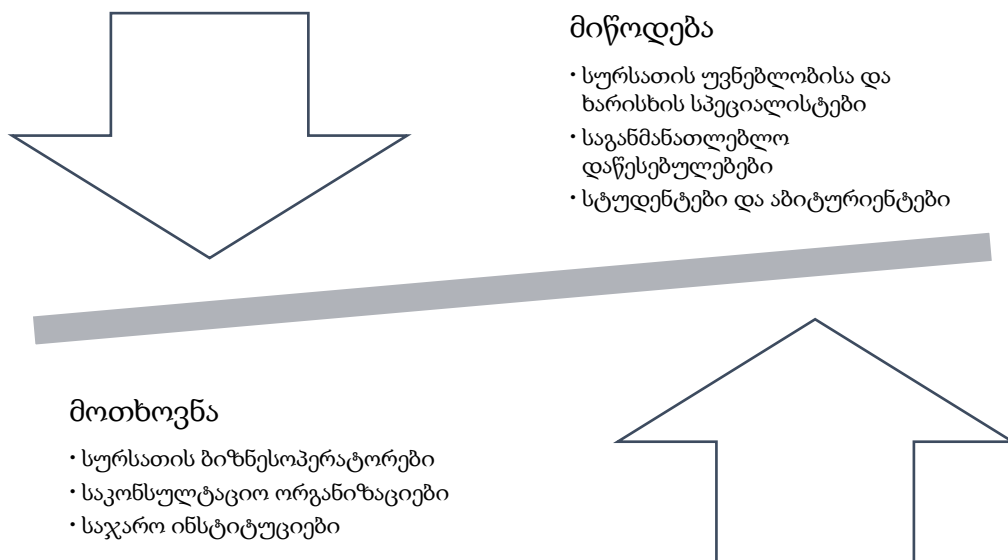 მიწოდება
· სურსათის უვნებლობისა და
ხარისხის სპეციალისტები
· საგანმანათლებლო
დაწესებულებები
· სტუდენტები და აბიტურიენტები
მოთხოვნა
· სურსათის ბიზნესოპერატორები
· საკონსულტაციო ორგანიზაციები
· საჯარო ინსტიტუციები